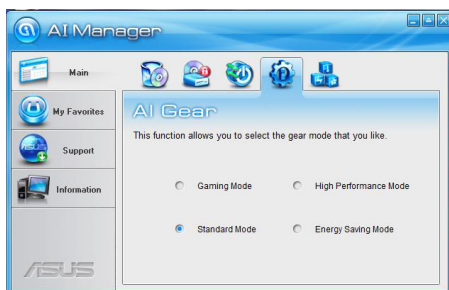 AI Manager
Main
My Favorites
Support
Information
AI Gear
This function allows you to select the gear mode that you like.
Gaming Mode
High Performance Mode
Standard Mode
Energy Saving Mode
ASUS